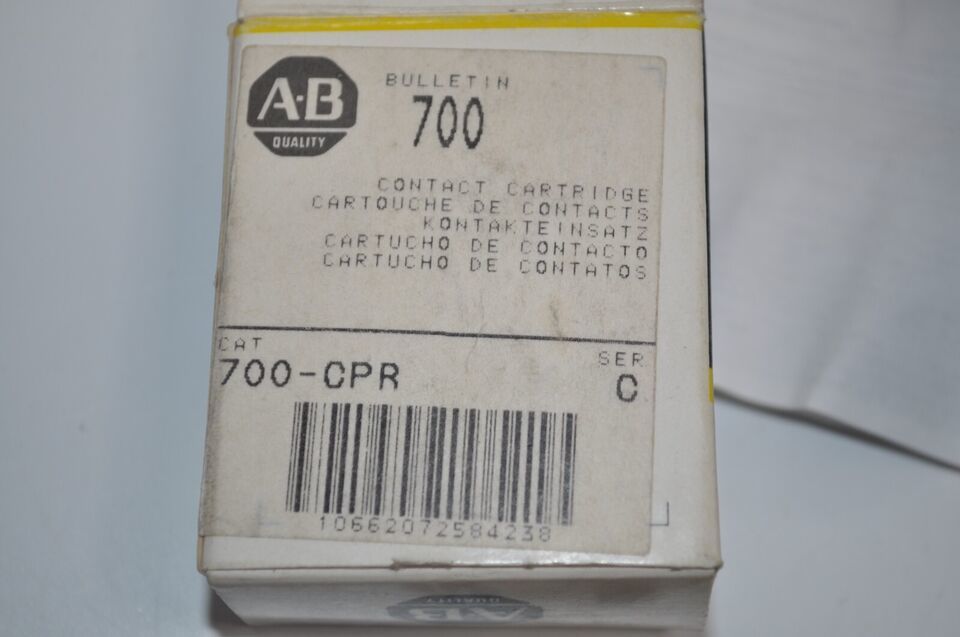 A-B
QUALITY
BULLETIN
700
CONTACT CARTRIDGE
CARTOUCHE DE CONTACTS
KONTAKTEINSATZ
CARTUCHO DE CONTACTO
CARTUCHO DE CONTATOS
CAT
SER
700-CPR
C
10662072584238
A-B
QUALITY